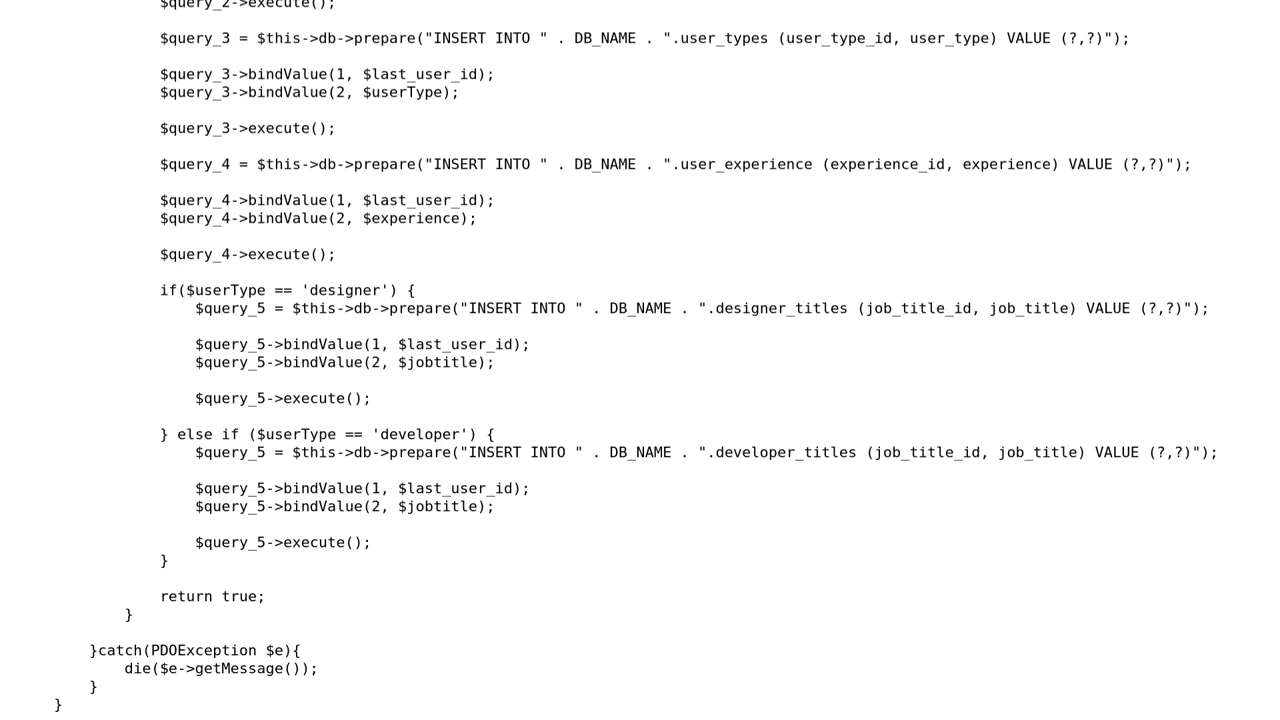 $query_2->execute();
$query_3 = $this->db->prepare("INSERT INTO " . DB_NAME . ".user_types (user_type_id, user_type) VALUE (?,?)");
$query_3->bindValue(1, $last_user_id);
$query_3->bindValue(2, $userType);
$query_3->execute();
$query_4 = $this->db->prepare("INSERT INTO " . DB_NAME . ".user_experience (experience_id, experience) VALUE (?,?)");
$query_4->bindValue(1, $last_user_id);
$query_4->bindValue(2, $experience);
$query_4->execute();
if($userType == 'designer') {
$query_5 = $this->db->prepare("INSERT INTO " . DB_NAME . ".designer_titles (job_title_id, job_title) VALUE (?,?)");
$query_5->bindValue(1, $last_user_id);
$query_5->bindValue(2, $jobtitle);
$query_5->execute();
} else if ($userType == 'developer') {
$query_5 = $this->db->prepare("INSERT INTO " . DB_NAME . ".developer_titles (job_title_id, job_title) VALUE (?,?)");
$query_5->bindValue(1, $last_user_id);
$query_5->bindValue(2, $jobtitle);
$query_5->execute();
}
return true;
}
}catch(PDOException $e){
die($e->getMessage());
}
}